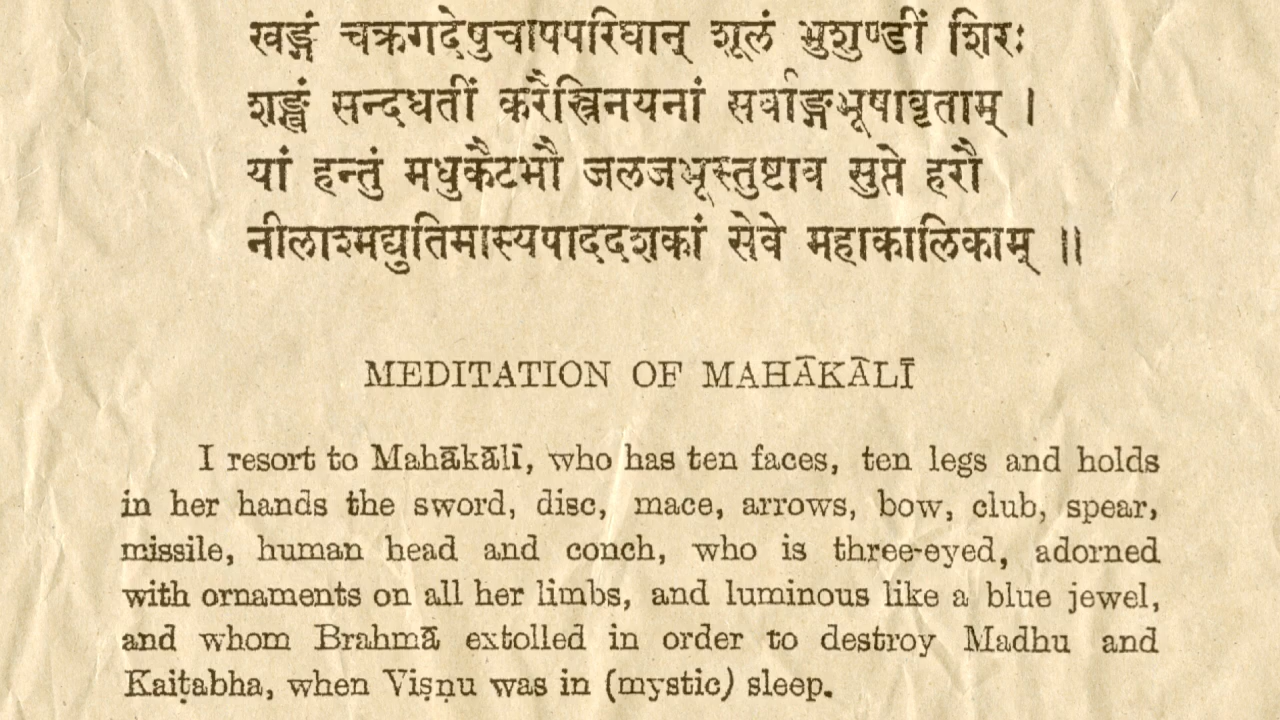 खड्गं चक्रगदेषुचापपरिघान् शूलं भुशुण्डीं शिरः
शङ्खं सन्दधतीं करैस्त्रिनयनां सर्वाङ्गभूषावृताम् ।
यां हन्तुं मधुकैटभौ जलजभूस्तुष्टाव सुप्ते हरौ
नीलाश्मद्युतिमास्यपाददशकां सेवे महाकालिकाम् ॥
MEDITATION OF MAHĀKĀLĪ
I resort to Mahākālī, who has ten faces, ten legs and holds
in her hands the sword, disc, mace, arrows, bow, club, spear,
missile, human head and conch, who is three-eyed, adorned
with ornaments on all her limbs, and luminous like a blue jewel,
and whom Brahmā extolled in order to destroy Madhu and
Kaiṭabha, when Viṣṇu was in (mystic) sleep.